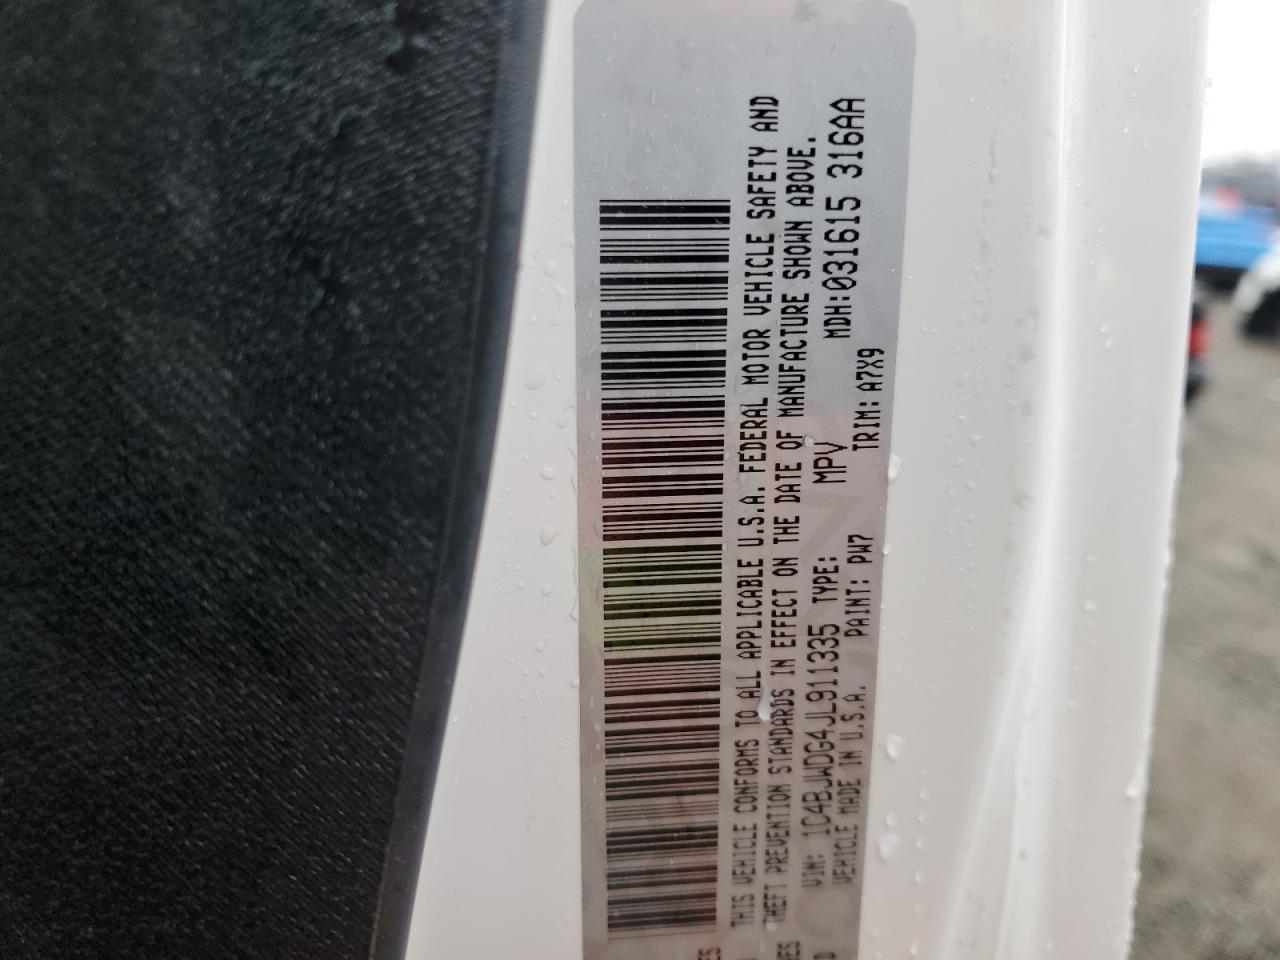 THIS VEHICLE CONFORMS TO ALL APPLICABLE U.S.A. FEDERAL MOTOR VEHICLE SAFETY AND
THEFT PREVENTION STANDARDS IN EFFECT ON THE DATE OF MANUFACTURE SHOWN ABOVE.
VIN: 1C4BJWDG4JL911335 TYPE: MPV MDH:031615 316AA
VEHICLE MADE IN U.S.A. PAINT: PW7 TRIM: A7X9